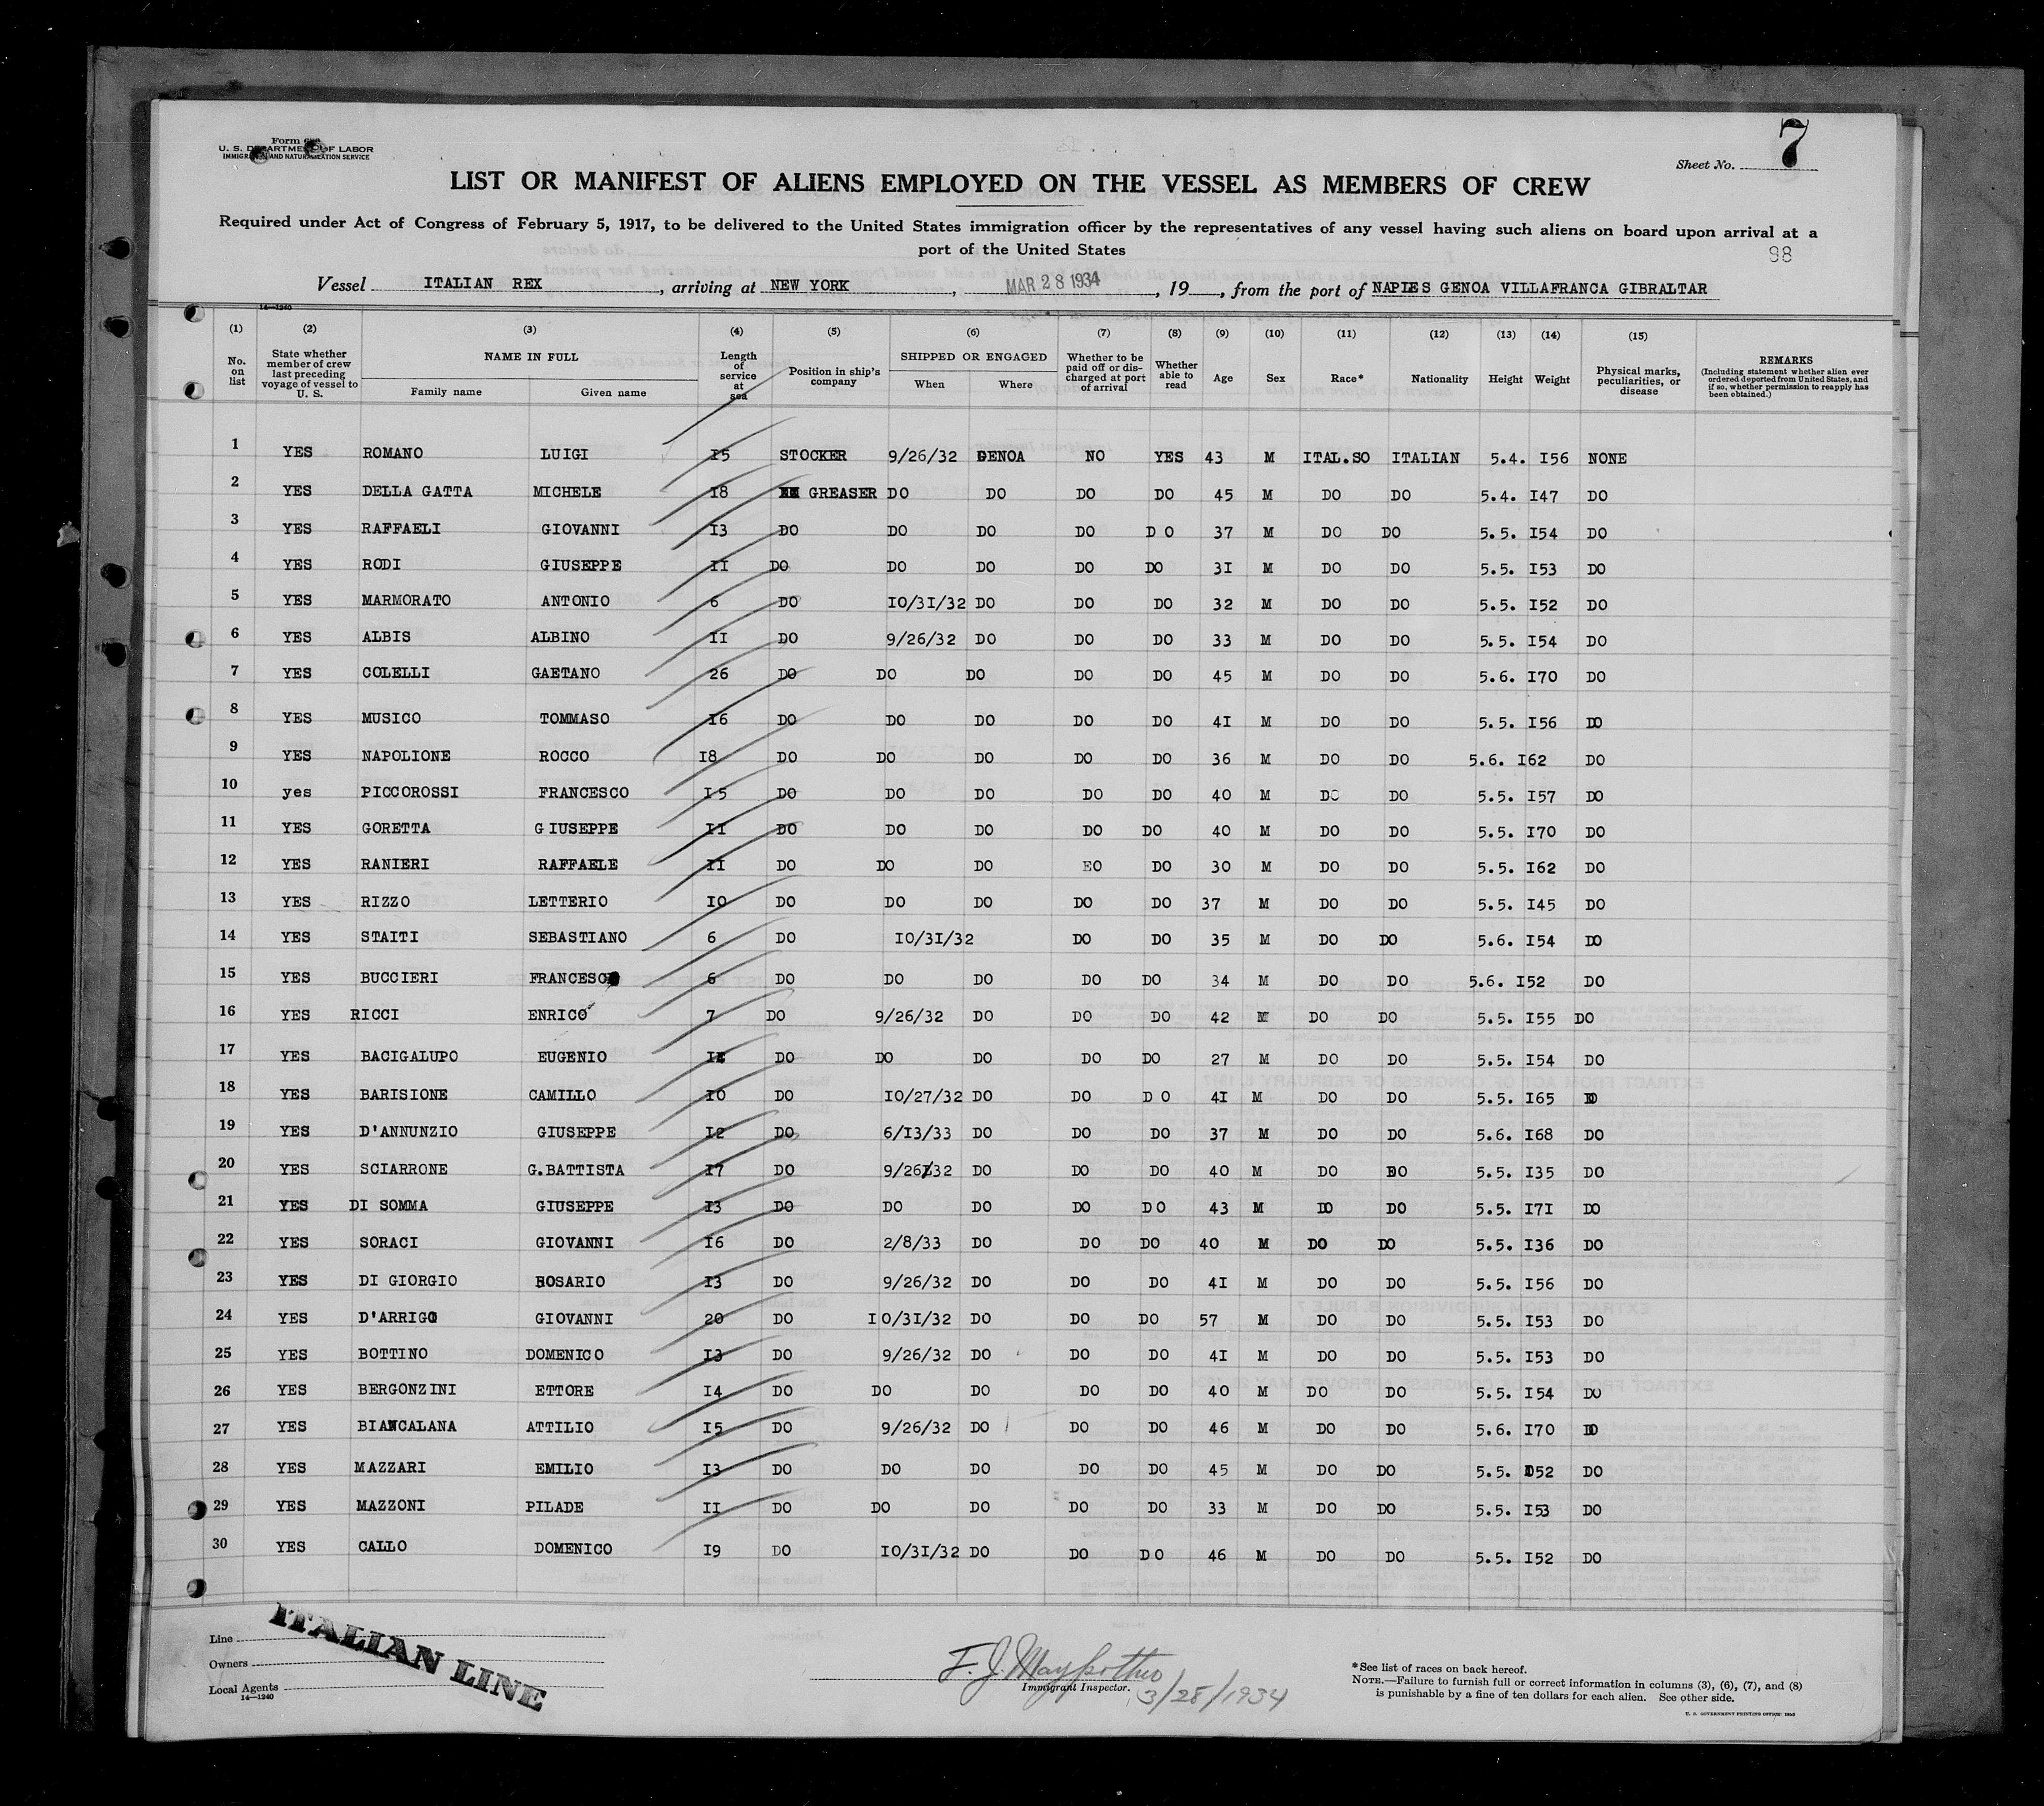 Form 680
U. S. DEPARTMENT OF LABOR
IMMIGRATION AND NATURALIZATION SERVICE
Sheet No. 7
LIST OR MANIFEST OF ALIENS EMPLOYED ON THE VESSEL AS MEMBERS OF CREW
Required under Act of Congress of February 5, 1917, to be delivered to the United States immigration officer by the representatives of any vessel having such aliens on board upon arrival at a
port of the United States
98
Vessel ITALIAN REX, arriving at NEW YORK, MAR 28 1934, 19__, from the port of NAPLES GENOA VILLAFRANCA GIBRALTAR
14—1240
(1) (2) (3) (4) (5) (6) (7) (8) (9) (10) (11) (12) (13) (14) (15)
No. on list State whether member of crew last preceding voyage of vessel to U. S. NAME IN FULL Family name Given name Length of service at sea Position in ship's company SHIPPED OR ENGAGED When Where Whether to be paid off or discharged at port of arrival Whether able to read Age Sex Race* Nationality Height Weight Physical marks, peculiarities, or disease REMARKS (Including statement whether alien ever ordered deported from United States, and if so, whether permission to reapply has been obtained.)
1 YES ROMANO LUIGI I5 STOCKER 9/26/32 GENOA NO YES 43 M ITAL.SO ITALIAN 5.4. I56 NONE
2 YES DELLA GATTA MICHELE I8 GREASER DO DO DO DO 45 M DO DO 5.4. I47 DO
3 YES RAFFAELI GIOVANNI I3 DO DO DO DO D O 37 M DO DO 5.5. I54 DO
4 YES RODI GIUSEPPE II DO DO DO DO DO 3I M DO DO 5.5. I53 DO
5 YES MARMORATO ANTONIO 6 DO IO/3I/32 DO DO DO 32 M DO DO 5.5. I52 DO
6 YES ALBIS ALBINO II DO 9/26/32 DO DO DO 33 M DO DO 5.5. I54 DO
7 YES COLELLI GAETANO 26 DO DO DO DO DO 45 M DO DO 5.6. I70 DO
8 YES MUSICO TOMMASO I6 DO DO DO DO DO 4I M DO DO 5.5. I56 DO
9 YES NAPOLIONE ROCCO I8 DO DO DO DO DO 36 M DO DO 5.6. I62 DO
10 yes PICCOROSSI FRANCESCO I5 DO DO DO DO DO 40 M DO DO 5.5. I57 DO
11 YES GORETTA G IUSEPPE II DO DO DO DO DO 40 M DO DO 5.5. I70 DO
12 YES RANIERI RAFFAELE II DO DO DO EO DO 30 M DO DO 5.5. I62 DO
13 YES RIZZO LETTERIO IO DO DO DO DO DO 37 M DO DO 5.5. I45 DO
14 YES STAITI SEBASTIANO 6 DO IO/3I/32 DO DO 35 M DO DO 5.6. I54 DO
15 YES BUCCIERI FRANCESCO 6 DO DO DO DO DO 34 M DO DO 5.6. I52 DO
16 YES RICCI ENRICO 7 DO 9/26/32 DO DO DO 42 M DO DO 5.5. I55 DO
17 YES BACIGALUPO EUGENIO DO DO DO DO DO 27 M DO DO 5.5. I54 DO
18 YES BARISIONE CAMILLO IO DO IO/27/32 DO DO D O 4I M DO DO 5.5. I65 DO
19 YES D'ANNUNZIO GIUSEPPE I2 DO 6/I3/33 DO DO DO 37 M DO DO 5.6. I68 DO
20 YES SCIARRONE G.BATTISTA I7 DO 9/26/32 DO DO DO 40 M DO DO 5.5. I35 DO
21 YES DI SOMMA GIUSEPPE I3 DO DO DO DO D O 43 M DO DO 5.5. I7I DO
22 YES SORACI GIOVANNI I6 DO 2/8/33 DO DO DO 40 M DO DO 5.5. I36 DO
23 YES DI GIORGIO ROSARIO I3 DO 9/26/32 DO DO DO 4I M DO DO 5.5. I56 DO
24 YES D'ARRIGO GIOVANNI 20 DO I O/3I/32 DO DO DO 57 M DO DO 5.5. I53 DO
25 YES BOTTINO DOMENICO I3 DO 9/26/32 DO DO DO 4I M DO DO 5.5. I53 DO
26 YES BERGONZINI ETTORE I4 DO DO DO DO DO 40 M DO DO 5.5. I54 DO
27 YES BIANCALANA ATTILIO I5 DO 9/26/32 DO DO DO 46 M DO DO 5.6. I70 DO
28 YES MAZZARI EMILIO I3 DO DO DO DO DO 45 M DO DO 5.5. I52 DO
29 YES MAZZONI PILADE II DO DO DO DO DO 33 M DO DO 5.5. I53 DO
30 YES CALLO DOMENICO I9 DO IO/3I/32 DO DO D O 46 M DO DO 5.5. I52 DO
Line
Owners
Local Agents
14—1240
ITALIAN LINE
F. J.
Immigrant Inspector. 3/28/1934
*See list of races on back hereof.
NOTE.—Failure to furnish full or correct information in columns (3), (6), (7), and (8)
is punishable by a fine of ten dollars for each alien. See other side.
U. S. GOVERNMENT PRINTING OFFICE